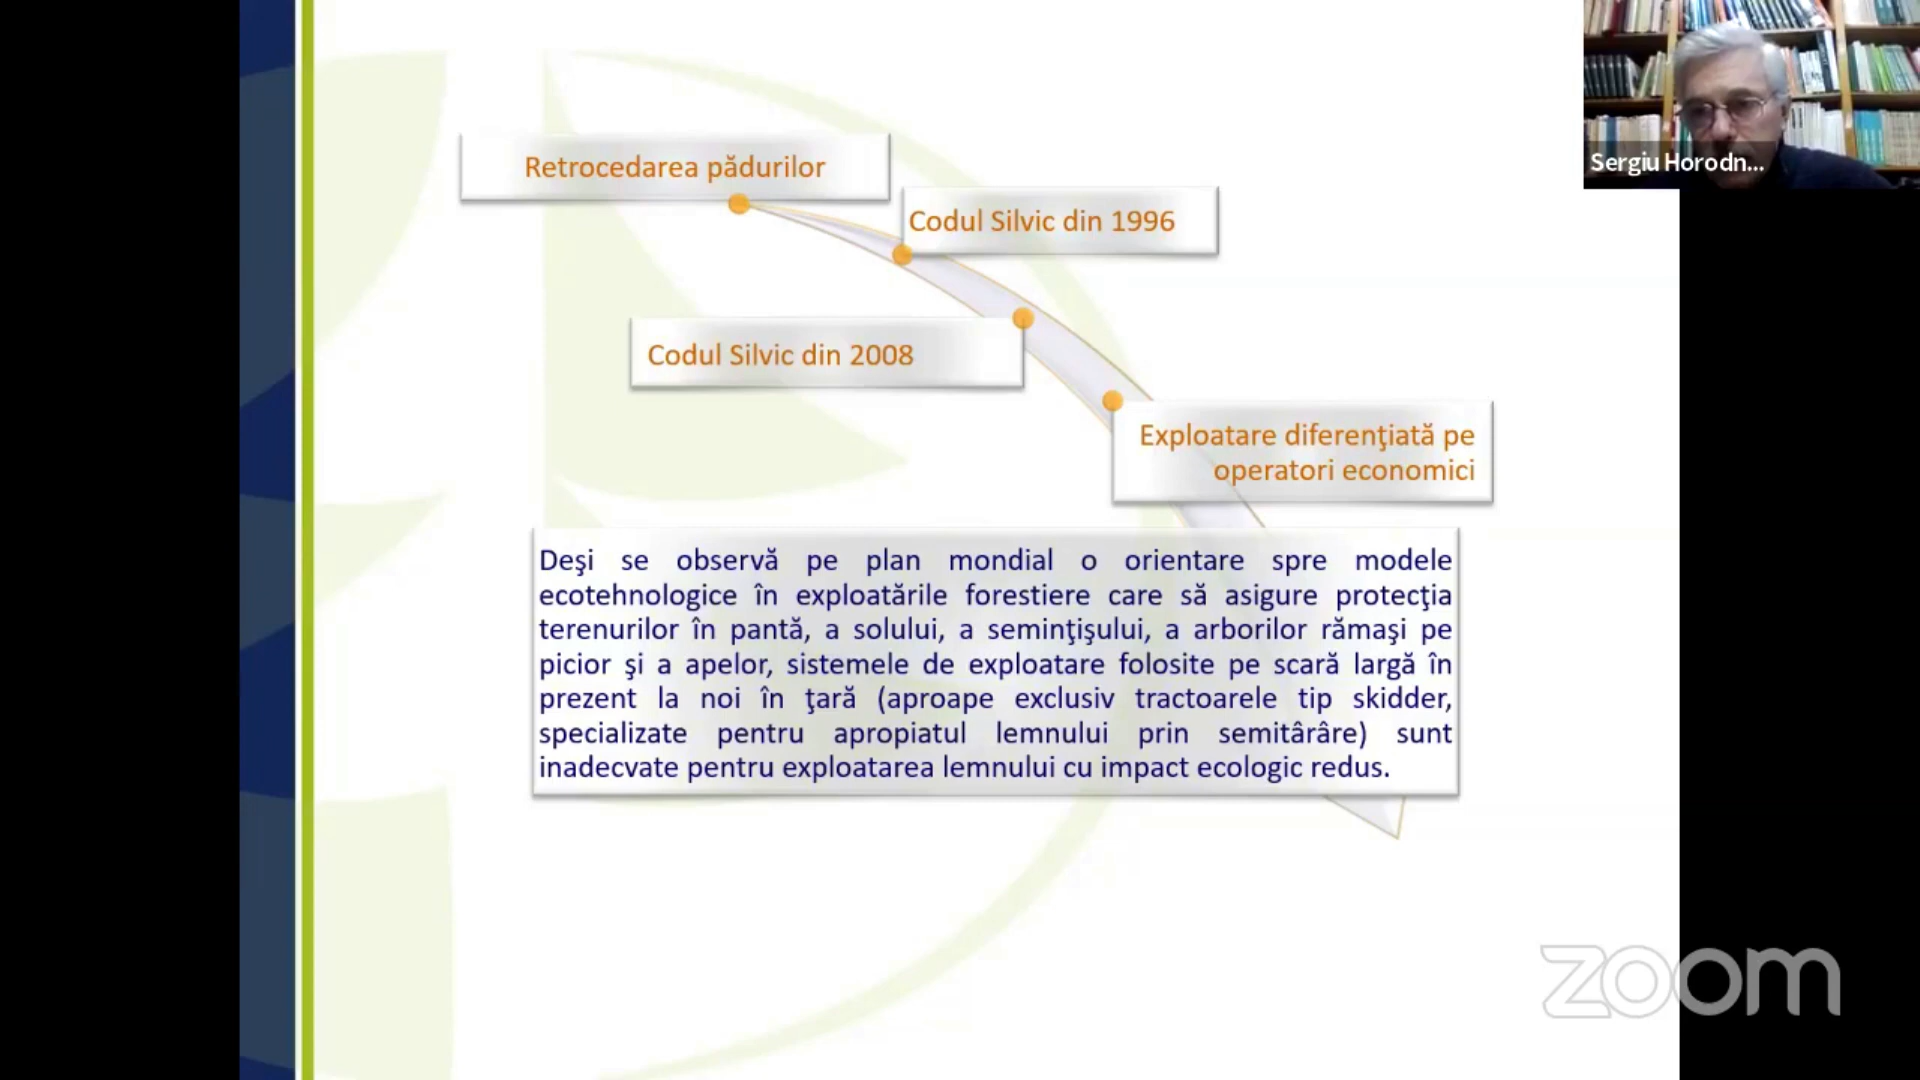 Retrocedarea pădurilor
Codul Silvic din 1996
Codul Silvic din 2008
Exploatare diferenţiată pe
operatori economici
Deşi se observă pe plan mondial o orientare spre modele
ecotehnologice în exploatările forestiere care să asigure protecţia
terenurilor în pantă, a solului, a seminţişului, a arborilor rămaşi pe
picior şi a apelor, sistemele de exploatare folosite pe scară largă în
prezent la noi în ţară (aproape exclusiv tractoarele tip skidder,
specializate pentru apropiatul lemnului prin semitârâre) sunt
inadecvate pentru exploatarea lemnului cu impact ecologic redus.
Sergiu Horodn...
zoom